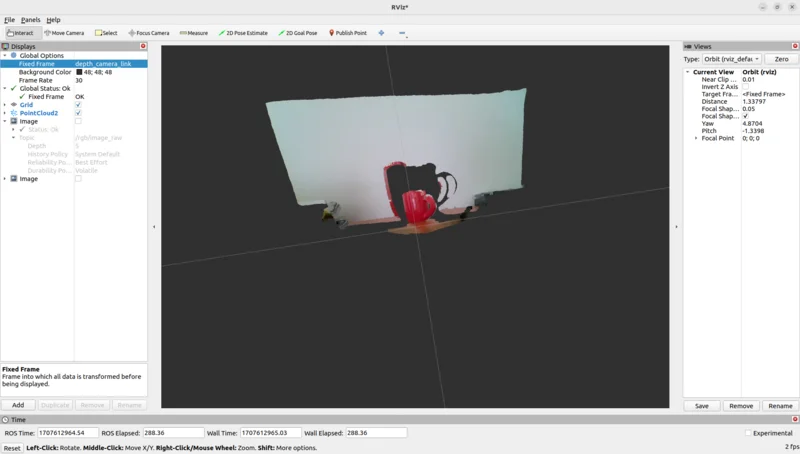 RViz*
File Panels Help
Interact Move Camera Select Focus Camera Measure 2D Pose Estimate 2D Goal Pose Publish Point
Displays
Global Options
Fixed Frame depth_camera_link
Background Color 48; 48; 48
Frame Rate 30
Global Status: Ok
Fixed Frame OK
Grid
PointCloud2
Image
Status: Ok
Topic /rgb/image_raw
Depth 5
History Policy System Default
Reliability Po... Best Effort
Durability Po... Volatile
Image
Fixed Frame
Frame into which all data is transformed before
being displayed.
Add Duplicate Remove Rename
Views
Type: Orbit (rviz_defau Zero
Current View Orbit (rviz)
Near Clip ... 0.01
Invert Z Axis
Target Fra... <Fixed Frame>
Distance 1.33797
Focal Shap... 0.05
Focal Shap...
Yaw 4.8704
Pitch -1.3398
Focal Point 0; 0; 0
Save Remove Rename
Time
ROS Time: 1707612964.54 ROS Elapsed: 288.36 Wall Time: 1707612965.03 Wall Elapsed: 288.36 Experimental
Reset Left-Click: Rotate. Middle-Click: Move X/Y. Right-Click/Mouse Wheel: Zoom. Shift: More options. 2 fps